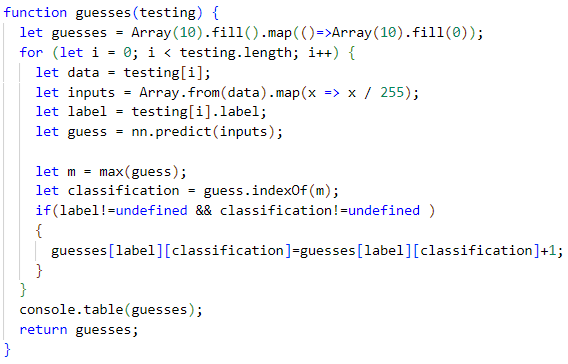 function guesses(testing) {
let guesses = Array(10).fill().map(()=>Array(10).fill(0));
for (let i = 0; i < testing.length; i++) {
let data = testing[i];
let inputs = Array.from(data).map(x => x / 255);
let label = testing[i].label;
let guess = nn.predict(inputs);
let m = max(guess);
let classification = guess.indexOf(m);
if(label!=undefined && classification!=undefined )
{
guesses[label][classification]=guesses[label][classification]+1;
}
}
console.table(guesses);
return guesses;
}